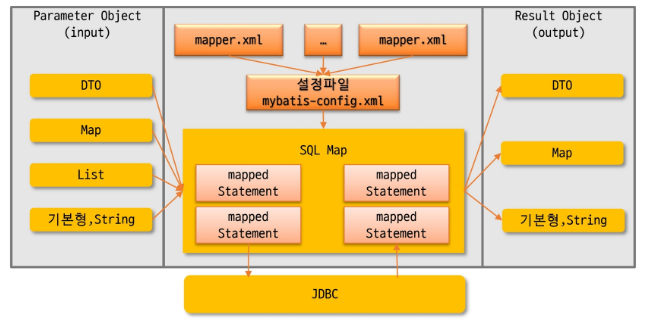 Parameter Object
(input)
DTO
Map
List
기본형,String
mapper.xml
…
mapper.xml
설정파일
mybatis-config.xml
SQL Map
mapped
Statement
mapped
Statement
mapped
Statement
mapped
Statement
JDBC
Result Object
(output)
DTO
Map
기본형,String